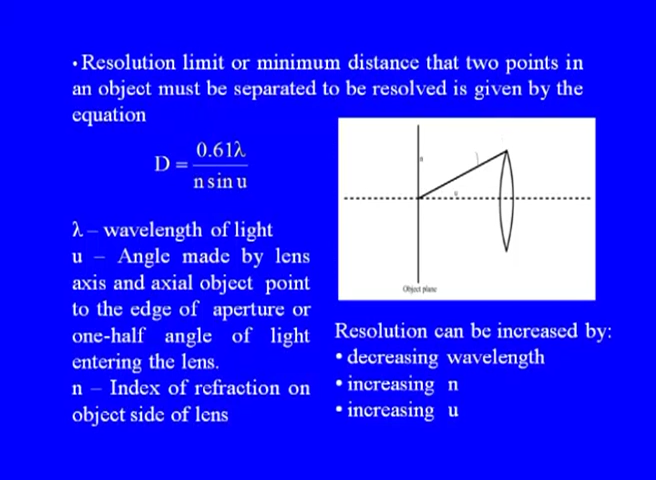 • Resolution limit or minimum distance that two points in
an object must be separated to be resolved is given by the
equation
D = 0.61λ / n sin u
λ – wavelength of light
u – Angle made by lens
axis and axial object point
to the edge of aperture or
one-half angle of light
entering the lens.
n – Index of refraction on
object side of lens
n
u
Object plane
Resolution can be increased by:
• decreasing wavelength
• increasing n
• increasing u